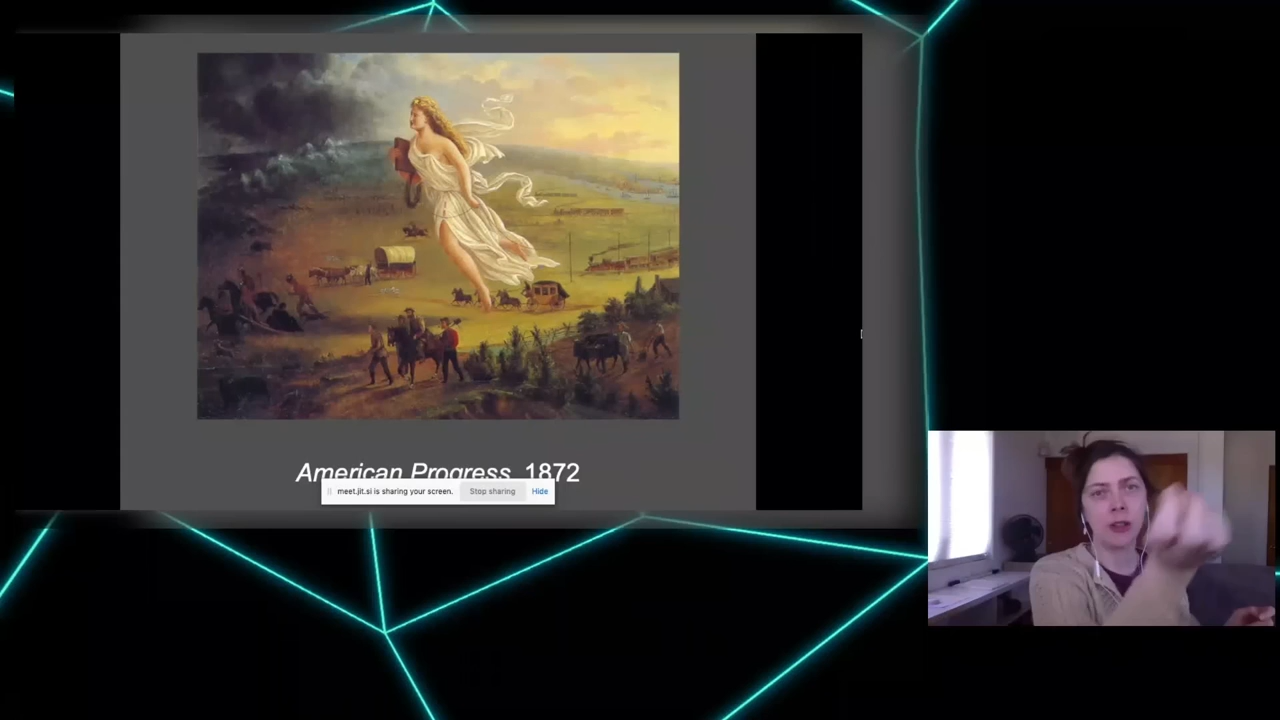 American Progress, 1872
meet.jit.si is sharing your screen. Stop sharing Hide